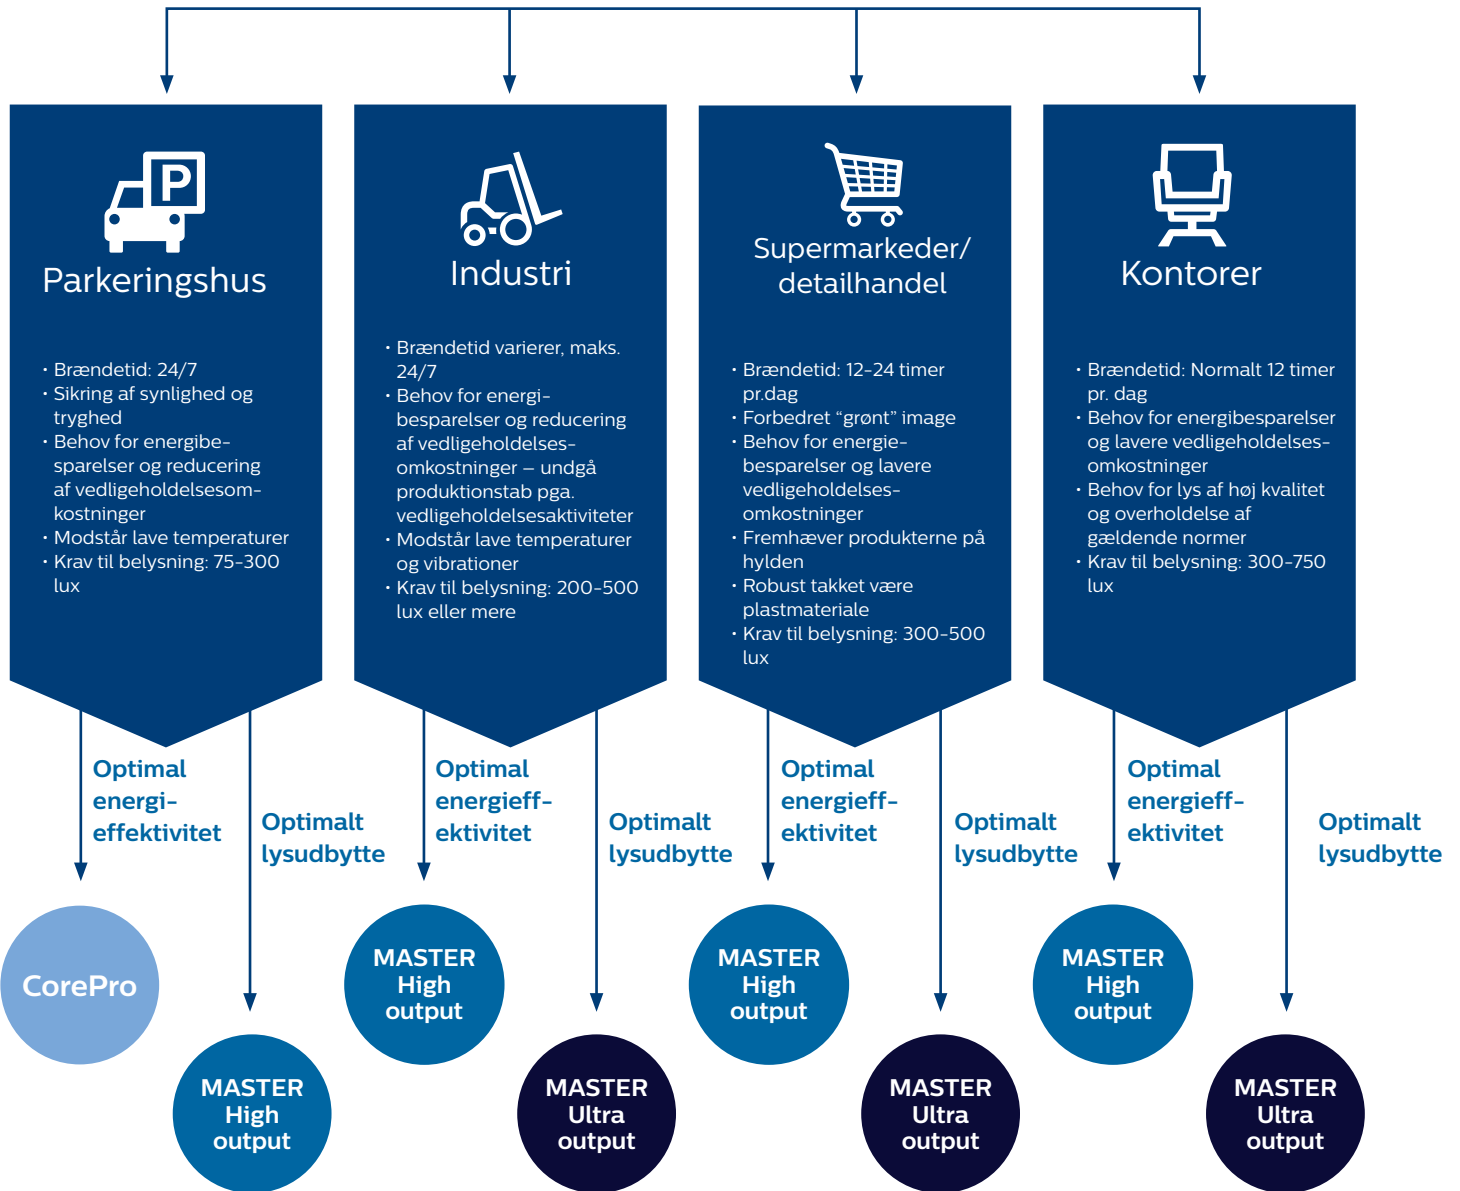 P
Parkeringshus
· Brændetid: 24/7
· Sikring af synlighed og
tryghed
· Behov for energibe-
sparelser og reducering
af vedligeholdelsesom-
kostninger
· Modstår lave temperaturer
· Krav til belysning: 75-300
lux
Industri
· Brændetid varierer, maks.
24/7
· Behov for energi-
besparelser og reducering
af vedligeholdelses-
omkostninger – undgå
produktionstab pga.
vedligeholdelsesaktiviteter
· Modstår lave temperaturer
og vibrationer
· Krav til belysning: 200-500
lux eller mere
Supermarkeder/
detailhandel
· Brændetid: 12-24 timer
pr.dag
· Forbedret “grønt” image
· Behov for energie-
besparelser og lavere
vedligeholdelses-
omkostninger
· Fremhæver produkterne på
hylden
· Robust takket være
plastmateriale
· Krav til belysning: 300-500
lux
Kontorer
· Brændetid: Normalt 12 timer
pr. dag
· Behov for energibesparelser
og lavere vedligeholdelses-
omkostninger
· Behov for lys af høj kvalitet
og overholdelse af
gældende normer
· Krav til belysning: 300-750
lux
Optimal
energi-
effektivitet
Optimalt
lysudbytte
Optimal
energieff-
ektivitet
Optimalt
lysudbytte
Optimal
energieff-
ektivitet
Optimalt
lysudbytte
Optimal
energieff-
ektivitet
Optimalt
lysudbytte
CorePro
MASTER
High
output
MASTER
High
output
MASTER
Ultra
output
MASTER
High
output
MASTER
Ultra
output
MASTER
High
output
MASTER
Ultra
output